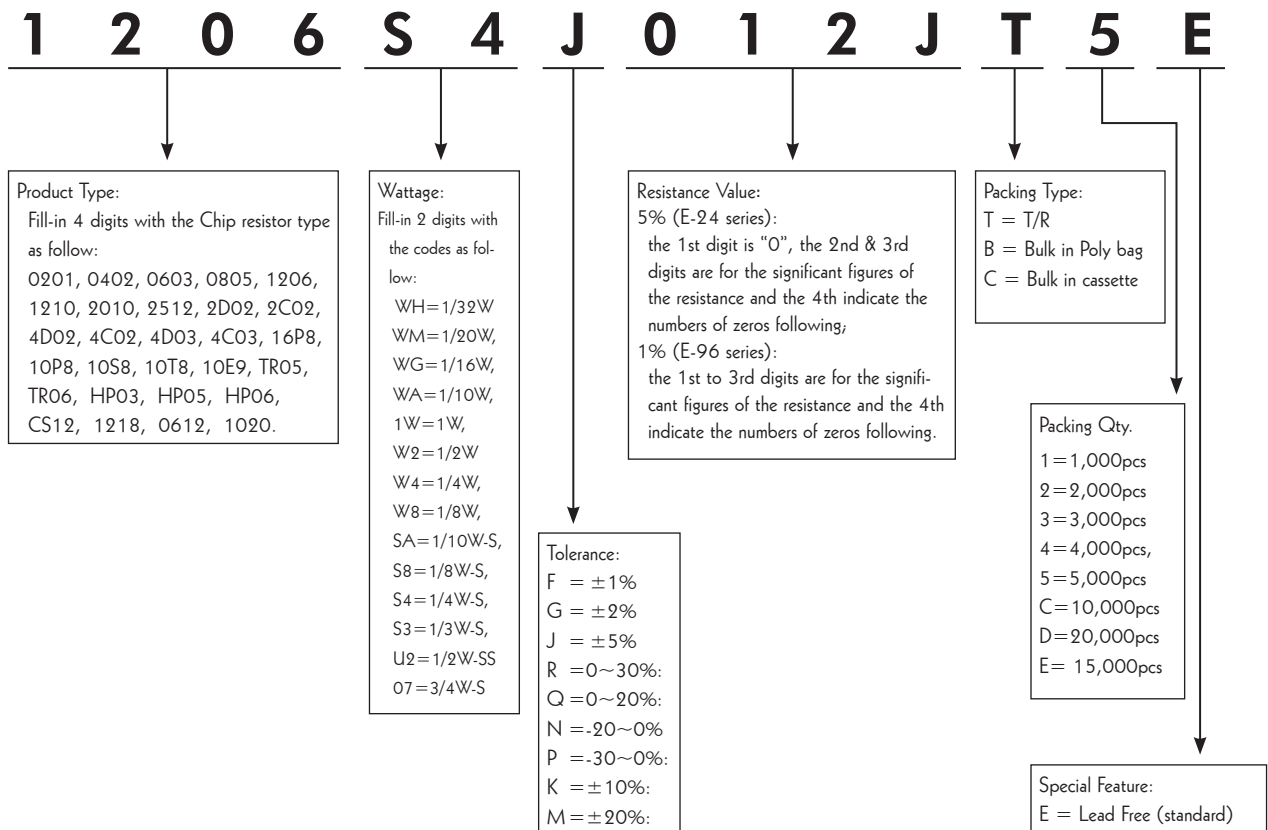 1 2 0 6 S 4 J 0 1 2 J T 5 E
Product Type:
Fill-in 4 digits with the Chip resistor type
as follow:
0201, 0402, 0603, 0805, 1206,
1210, 2010, 2512, 2D02, 2C02,
4D02, 4C02, 4D03, 4C03, 16P8,
10P8, 10S8, 10T8, 10E9, TR05,
TR06, HP03, HP05, HP06,
CS12, 1218, 0612, 1020.
Wattage:
Fill-in 2 digits with
the codes as fol-
low:
WH=1/32W
WM=1/20W,
WG=1/16W,
WA=1/10W,
1W=1W,
W2=1/2W
W4=1/4W,
W8=1/8W,
SA=1/10W-S,
S8=1/8W-S,
S4=1/4W-S,
S3=1/3W-S,
U2=1/2W-SS
07=3/4W-S
Tolerance:
F = ±1%
G = ±2%
J = ±5%
R =0~30%:
Q =0~20%:
N =-20~0%
P =-30~0%:
K =±10%:
M =±20%:
Resistance Value:
5% (E-24 series):
the 1st digit is "0", the 2nd & 3rd
digits are for the significant figures of
the resistance and the 4th indicate the
numbers of zeros following;
1% (E-96 series):
the 1st to 3rd digits are for the signifi-
cant figures of the resistance and the 4th
indicate the numbers of zeros following.
Packing Type:
T = T/R
B = Bulk in Poly bag
C = Bulk in cassette
Packing Qty.
1=1,000pcs
2=2,000pcs
3=3,000pcs
4=4,000pcs,
5=5,000pcs
C=10,000pcs
D=20,000pcs
E= 15,000pcs
Special Feature:
E = Lead Free (standard)